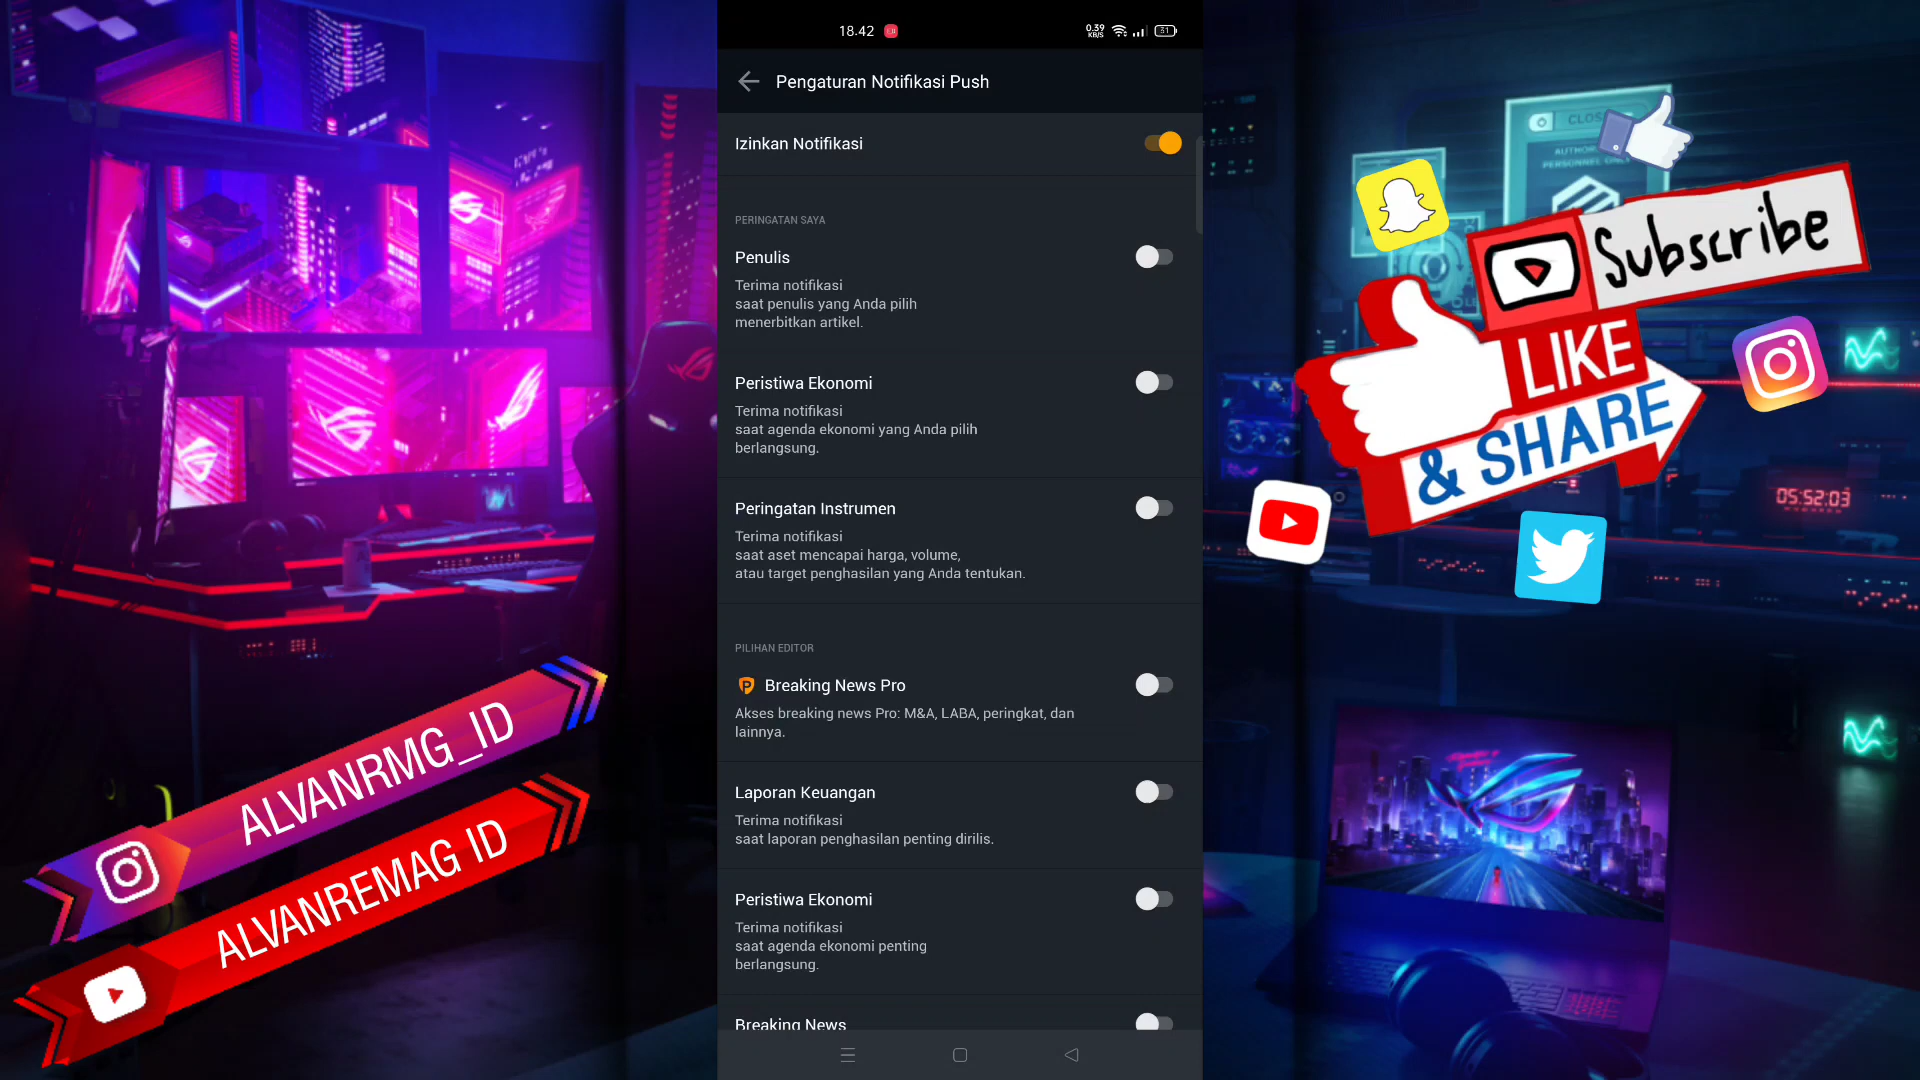 18.42
0.39
KB/S
31
Pengaturan Notifikasi Push
Izinkan Notifikasi
PERINGATAN SAYA
Penulis
Terima notifikasi
saat penulis yang Anda pilih
menerbitkan artikel.
Peristiwa Ekonomi
Terima notifikasi
saat agenda ekonomi yang Anda pilih
berlangsung.
Peringatan Instrumen
Terima notifikasi
saat aset mencapai harga, volume,
atau target penghasilan yang Anda tentukan.
PILIHAN EDITOR
Breaking News Pro
Akses breaking news Pro: M&A, LABA, peringkat, dan
lainnya.
Laporan Keuangan
Terima notifikasi
saat laporan penghasilan penting dirilis.
Peristiwa Ekonomi
Terima notifikasi
saat agenda ekonomi penting
berlangsung.
Breaking News
ALVANRMG_ID
ALVANREMAG ID
Subscribe
LIKE
& SHARE
05:52:03